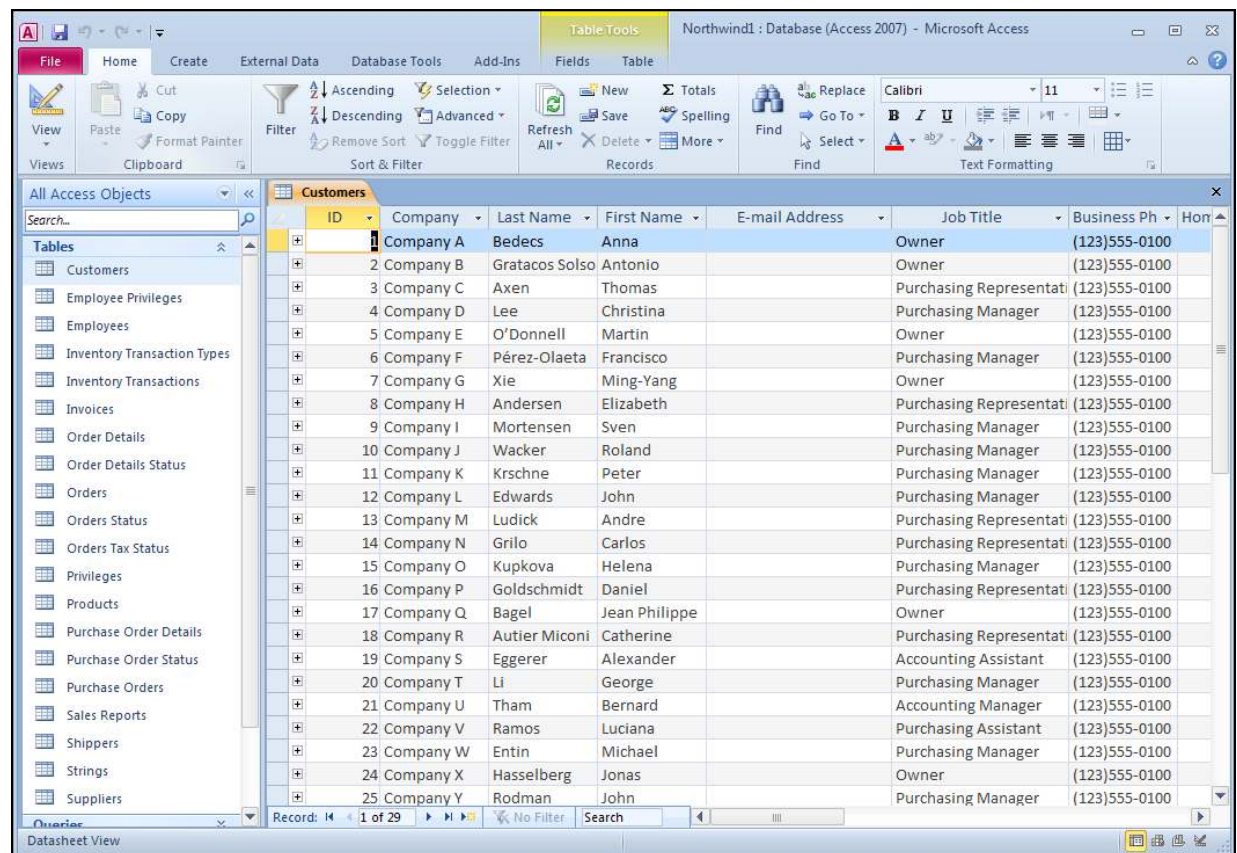 Table Tools Northwind1 : Database (Access 2007) - Microsoft Access
File Home Create External Data Database Tools Add-Ins Fields Table
View
Views
Paste
Cut
Copy
Format Painter
Clipboard
Filter
Ascending
Descending
Remove Sort
Selection
Advanced
Toggle Filter
Sort & Filter
Refresh All
New
Save
Delete
Totals
Spelling
More
Records
Find
Replace
Go To
Select
Find
Calibri 11
B I U
Text Formatting
All Access Objects
Search...
Tables
Customers
Employee Privileges
Employees
Inventory Transaction Types
Inventory Transactions
Invoices
Order Details
Order Details Status
Orders
Orders Status
Orders Tax Status
Privileges
Products
Purchase Order Details
Purchase Order Status
Purchase Orders
Sales Reports
Shippers
Strings
Suppliers
Queries
Customers
ID Company Last Name First Name E-mail Address Job Title Business Ph Hom
1 Company A Bedecs Anna Owner (123)555-0100
2 Company B Gratacos Solso Antonio Owner (123)555-0100
3 Company C Axen Thomas Purchasing Representati (123)555-0100
4 Company D Lee Christina Purchasing Manager (123)555-0100
5 Company E O’Donnell Martin Owner (123)555-0100
6 Company F Pérez-Olaeta Francisco Purchasing Manager (123)555-0100
7 Company G Xie Ming-Yang Owner (123)555-0100
8 Company H Andersen Elizabeth Purchasing Representati (123)555-0100
9 Company I Mortensen Sven Purchasing Manager (123)555-0100
10 Company J Wacker Roland Purchasing Manager (123)555-0100
11 Company K Krschne Peter Purchasing Manager (123)555-0100
12 Company L Edwards John Purchasing Manager (123)555-0100
13 Company M Ludick Andre Purchasing Representati (123)555-0100
14 Company N Grilo Carlos Purchasing Representati (123)555-0100
15 Company O Kupkova Helena Purchasing Manager (123)555-0100
16 Company P Goldschmidt Daniel Purchasing Representati (123)555-0100
17 Company Q Bagel Jean Philippe Owner (123)555-0100
18 Company R Autier Miconi Catherine Purchasing Representati (123)555-0100
19 Company S Eggerer Alexander Accounting Assistant (123)555-0100
20 Company T Li George Purchasing Manager (123)555-0100
21 Company U Tham Bernard Accounting Manager (123)555-0100
22 Company V Ramos Luciana Purchasing Assistant (123)555-0100
23 Company W Entin Michael Purchasing Manager (123)555-0100
24 Company X Hasselberg Jonas Owner (123)555-0100
25 Company Y Rodman John Purchasing Manager (123)555-0100
Record: 1 of 29 No Filter Search
Datasheet View